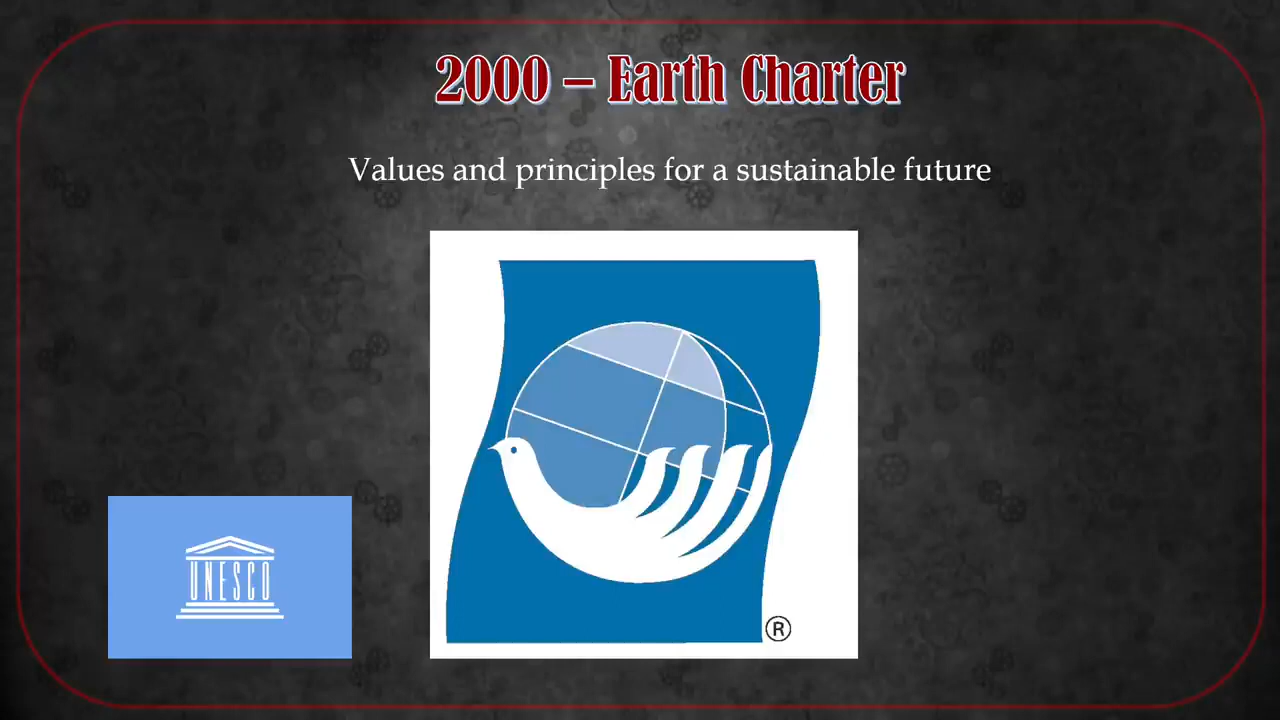 2000 – Earth Charter
Values and principles for a sustainable future
UNESCO
®